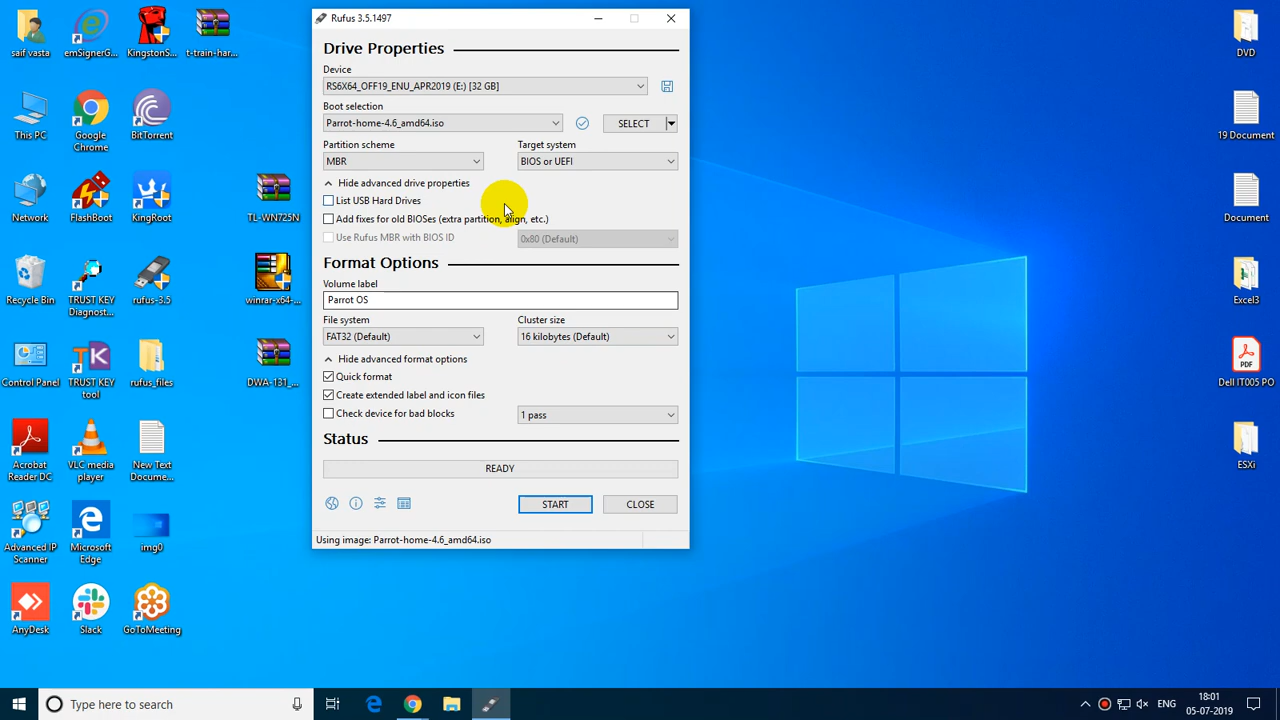 saif vasta
emSignerG...
KingstonS...
t-train-har...
This PC
Google
Chrome
BitTorrent
Network
FlashBoot
KingRoot
TL-WN725N
Recycle Bin
TRUST KEY
Diagnost...
rufus-3.5
winrar-x64-...
Control Panel
TRUST KEY
tool
rufus_files
DWA-131_...
Acrobat
Reader DC
VLC media
player
New Text
Docume...
Advanced IP
Scanner
Microsoft
Edge
img0
AnyDesk
Slack
GoToMeeting
Rufus 3.5.1497
Drive Properties
Device
RS6X64_OFF19_ENU_APR2019 (E:) [32 GB]
Boot selection
Parrot-home-4.6_amd64.iso
SELECT
Partition scheme
Target system
MBR
BIOS or UEFI
Hide advanced drive properties
List USB Hard Drives
Add fixes for old BIOSes (extra partition, align, etc.)
Use Rufus MBR with BIOS ID
0x80 (Default)
Format Options
Volume label
Parrot OS
File system
Cluster size
FAT32 (Default)
16 kilobytes (Default)
Hide advanced format options
Quick format
Create extended label and icon files
Check device for bad blocks
1 pass
Status
READY
START
CLOSE
Using image: Parrot-home-4.6_amd64.iso
DVD
19 Document
Document
Excel3
PDF
Dell IT005 PO
ESXi
Type here to search
ENG
18:01
05-07-2019